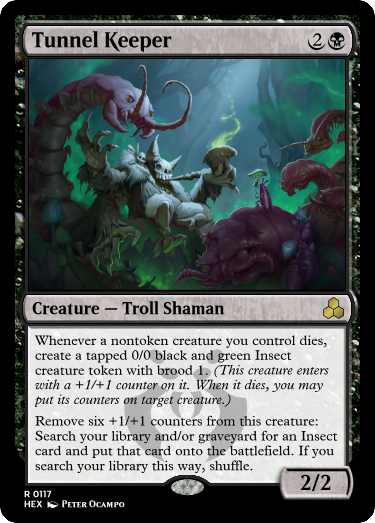 Tunnel Keeper 2
Creature — Troll Shaman
Whenever a nontoken creature you control dies,
create a tapped 0/0 black and green Insect
creature token with brood 1. (This creature enters
with a +1/+1 counter on it. When it dies, you may
put its counters on target creature.)
Remove six +1/+1 counters from this creature:
Search your library and/or graveyard for an Insect
card and put that card onto the battlefield. If you
search your library this way, shuffle.
2/2
R 0117
HEX PETER OCAMPO